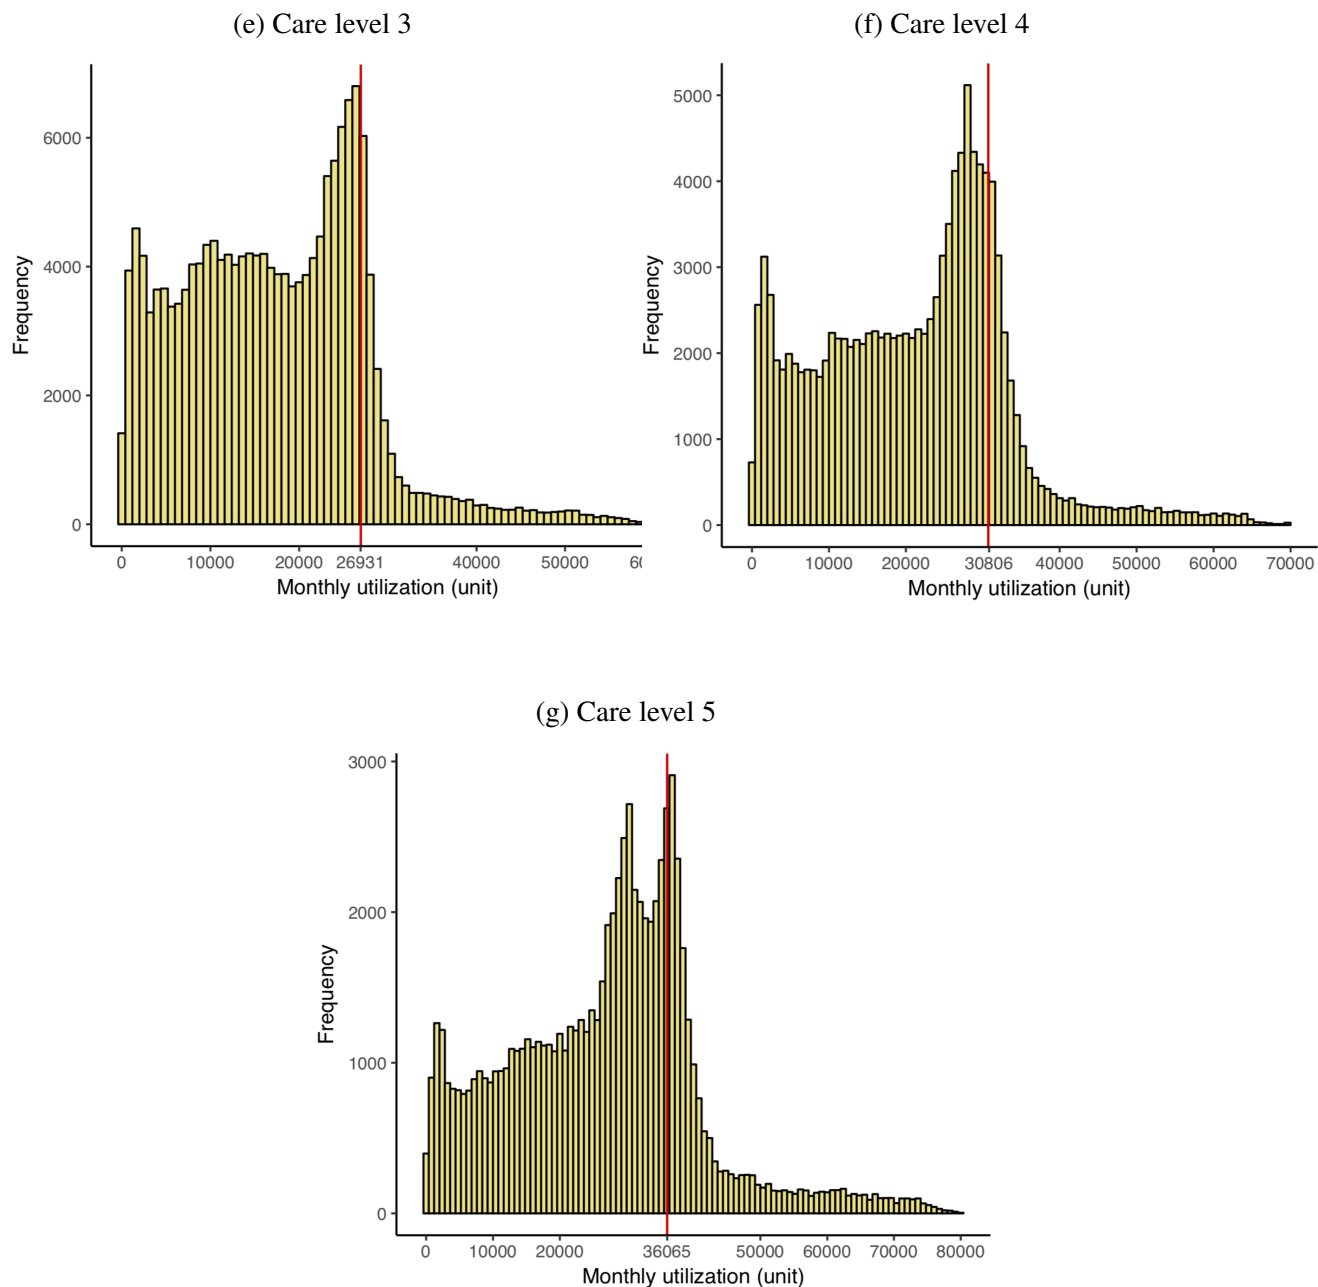 (e) Care level 3
6000
4000
2000
0
Frequency
0 10000 20000 26931 40000 50000 60
Monthly utilization (unit)
(f) Care level 4
5000
4000
3000
2000
1000
0
Frequency
0 10000 20000 30806 40000 50000 60000 70000
Monthly utilization (unit)
(g) Care level 5
3000
2000
1000
0
Frequency
0 10000 20000 36065 50000 60000 70000 80000
Monthly utilization (unit)